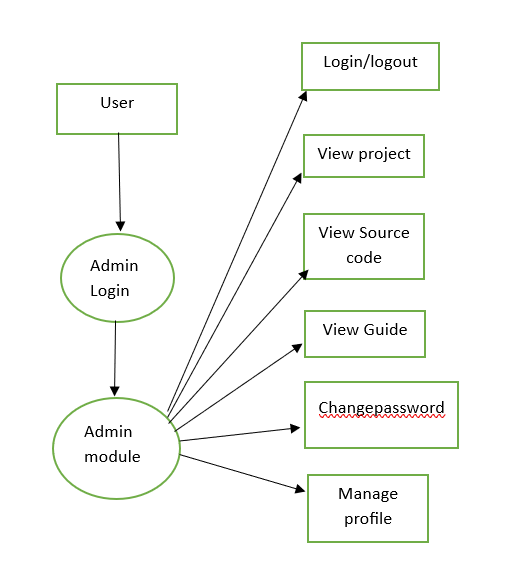 User
Admin
Login
Admin
module
Login/logout
View project
View Source
code
View Guide
Changepassword
Manage
profile